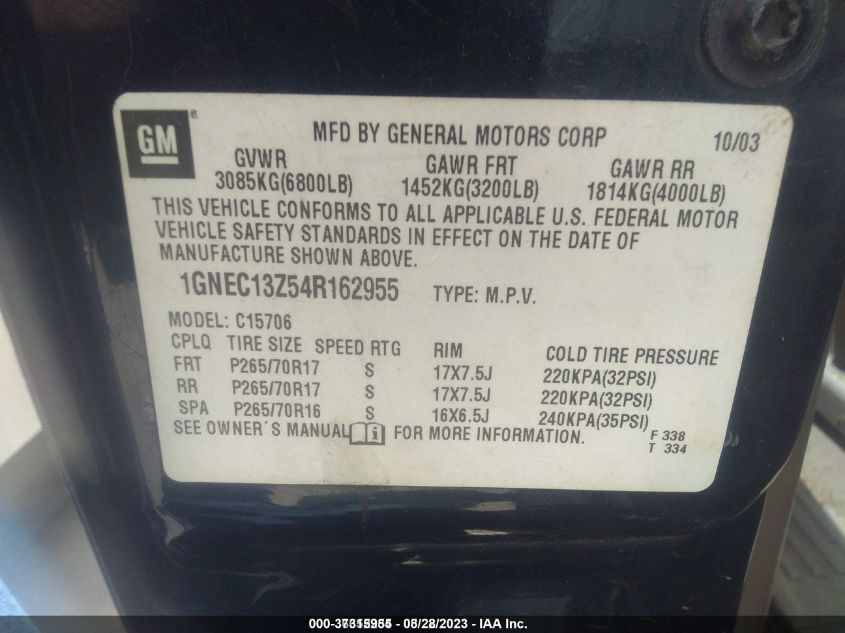 GM
MFD BY GENERAL MOTORS CORP 10/03
GVWR GAWR FRT GAWR RR
3085KG(6800LB) 1452KG(3200LB) 1814KG(4000LB)
THIS VEHICLE CONFORMS TO ALL APPLICABLE U.S. FEDERAL MOTOR
VEHICLE SAFETY STANDARDS IN EFFECT ON THE DATE OF
MANUFACTURE SHOWN ABOVE.
1GNEC13Z54R162955 TYPE: M.P.V.
MODEL: C15706
CPLQ TIRE SIZE SPEED RTG RIM COLD TIRE PRESSURE
FRT P265/70R17 S 17X7.5J 220KPA(32PSI)
RR P265/70R17 S 17X7.5J 220KPA(32PSI)
SPA P265/70R16 S 16X6.5J 240KPA(35PSI)
SEE OWNER'S MANUAL FOR MORE INFORMATION.
F 338
T 334
08/28/2023 - IAA Inc.